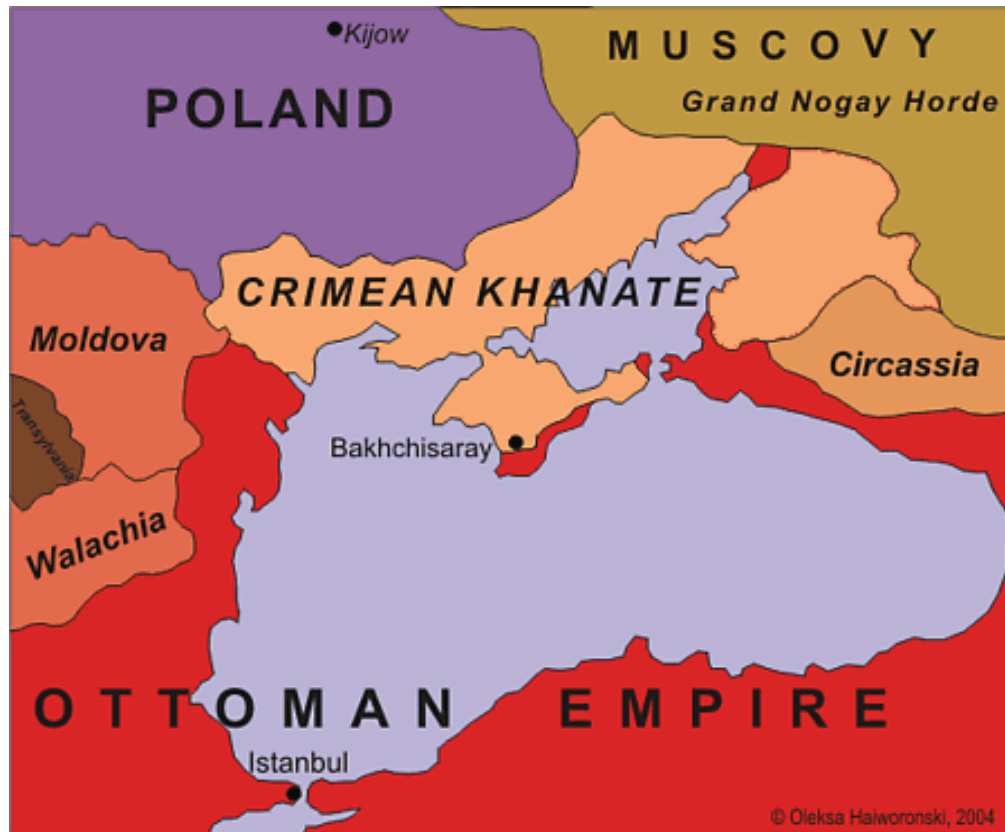 Kijow
MUSCOVY
POLAND
Grand Nogay Horde
CRIMEAN KHANATE
Moldova
Circassia
Transylvania
Bakhchisaray
Walachia
OTTOMAN EMPIRE
Istanbul
© Oleksa Haiworonski, 2004